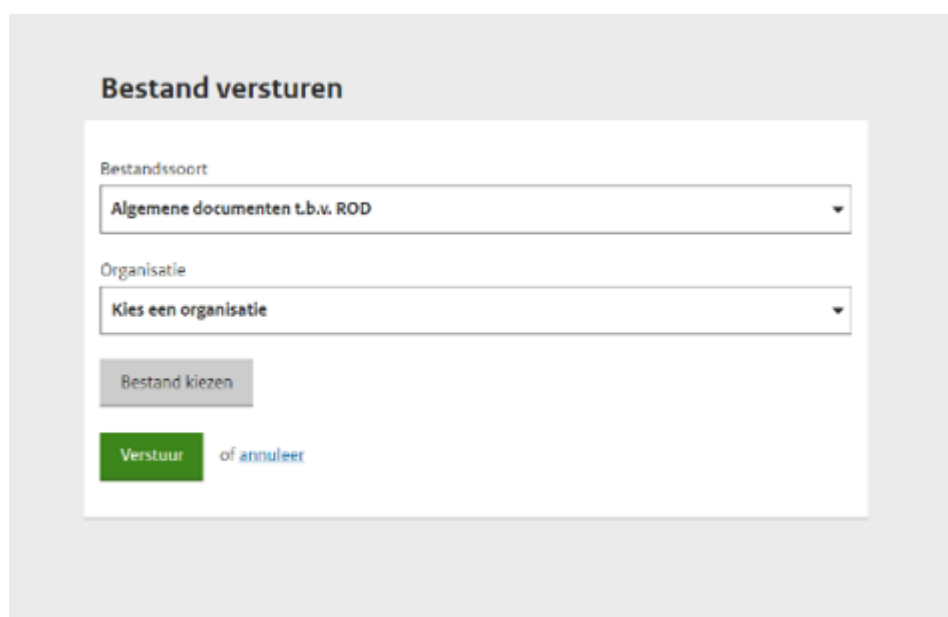 Bestand versturen
Bestandssoort
Algemene documenten t.b.v. ROD
Organisatie
Kies een organisatie
Bestand kiezen
Verstuur of annuleer